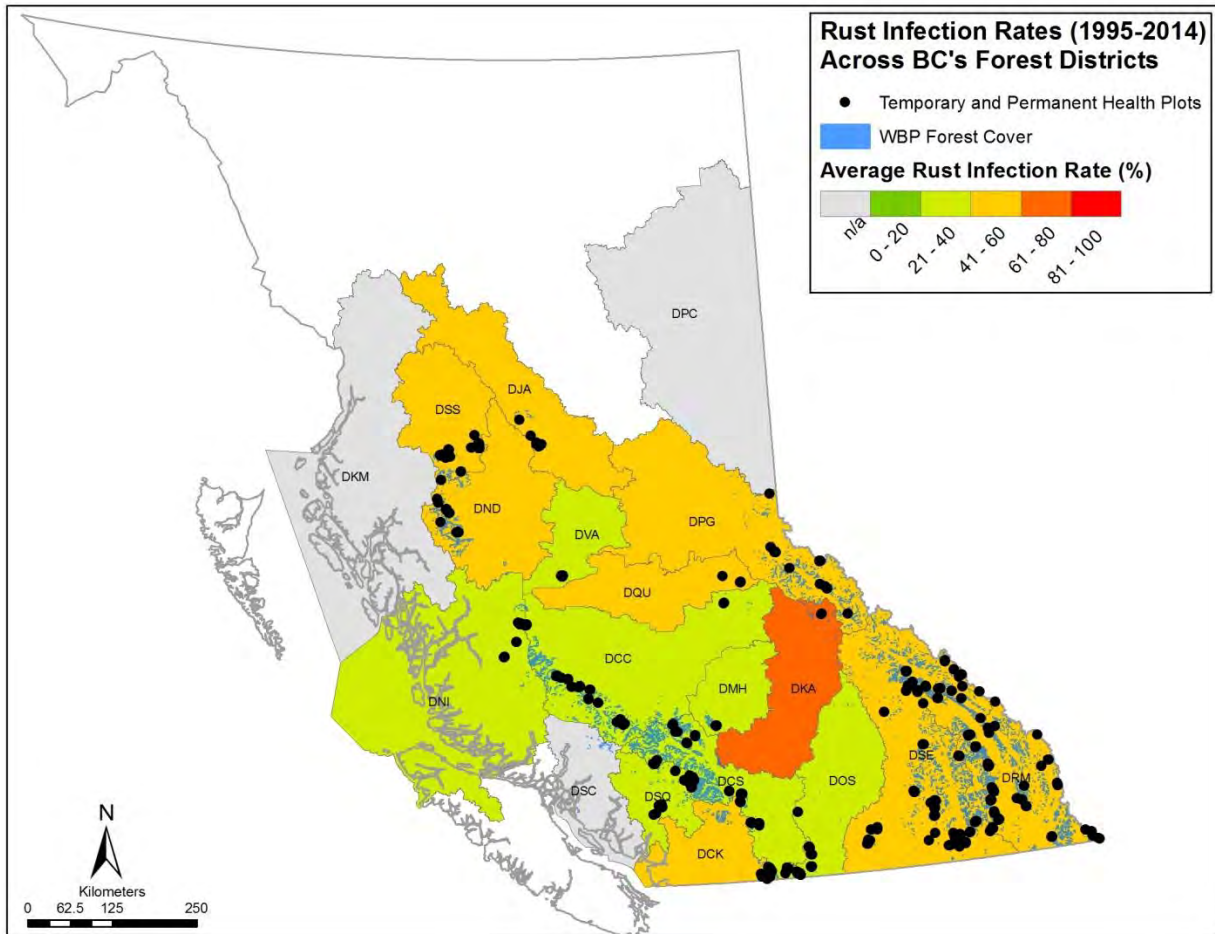 Rust Infection Rates (1995-2014)
Across BC's Forest Districts
Temporary and Permanent Health Plots
WBP Forest Cover
Average Rust Infection Rate (%)
n/a
0 - 20
21 - 40
41 - 60
61 - 80
81 - 100
DPC
DJA
DSS
DKM
DND
DPG
DVA
DQU
DCC
DMH
DKA
DNI
DSE
DRM
DSC
DSQ
DCS
DOS
DCK
N
Kilometers
0 62.5 125 250